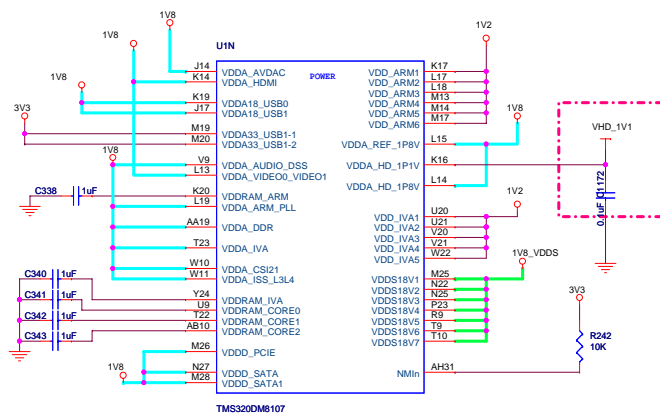 1V8
1V2
1V8
U1N
POWER
J14 VDDA_AVDAC
K14 VDDA_HDMI
K19 VDDA18_USB0
J17 VDDA18_USB1
M19 VDDA33_USB1-1
M20 VDDA33_USB1-2
V9 VDDA_AUDIO_DSS
L13 VDDA_VIDEO0_VIDEO1
K20 VDDRAM_ARM
L19 VDDA_ARM_PLL
AA19 VDDA_DDR
T23 VDDA_IVA
W10 VDDA_CSI21
W11 VDDA_ISS_L3L4
Y24 VDDRAM_IVA
U9 VDDRAM_CORE0
T22 VDDRAM_CORE1
AB10 VDDRAM_CORE2
M26 VDDD_PCIE
N27 VDDD_SATA
M28 VDDD_SATA1
1V8
3V3
1V8
C338 1uF
C340 1uF
C341 1uF
C342 1uF
C343 1uF
1V8
VDD_ARM1 K17
VDD_ARM2 L17
VDD_ARM3 L18
VDD_ARM4 M13
VDD_ARM5 M14
VDD_ARM6 M17
VDDA_REF_1P8V L15
VDDA_HD_1P1V K16
VDDA_HD_1P8V L14
VDD_IVA1 U20
VDD_IVA2 U21
VDD_IVA3 V20
VDD_IVA4 V21
VDD_IVA5 W22
VDDS18V1 M25
VDDS18V2 N22
VDDS18V3 N25
VDDS18V4 P23
VDDS18V5 R9
VDDS18V6 T9
VDDS18V7 T10
NMIn AH31
1V8
VHD_1V1
0.1uF C1172
1V2
1V8_VDDS
3V3
R242
10K
TMS320DM8107